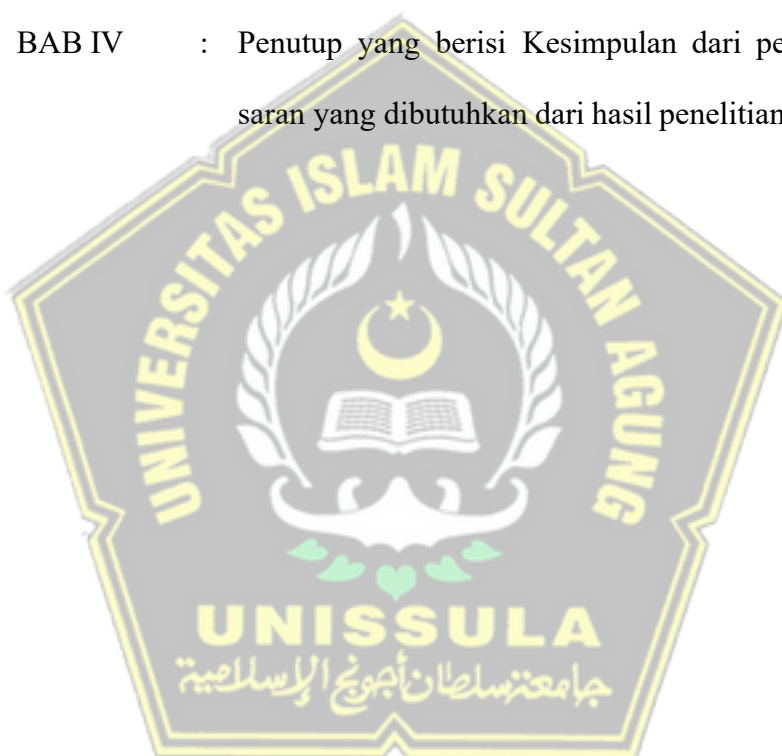 BAB IV : Penutup yang berisi Kesimpulan dari pe
saran yang dibutuhkan dari hasil penelitian
UNIVERSITAS ISLAM SULTAN AGUNG
UNISSULA
جامعة سلطان أجونج الإسلامية